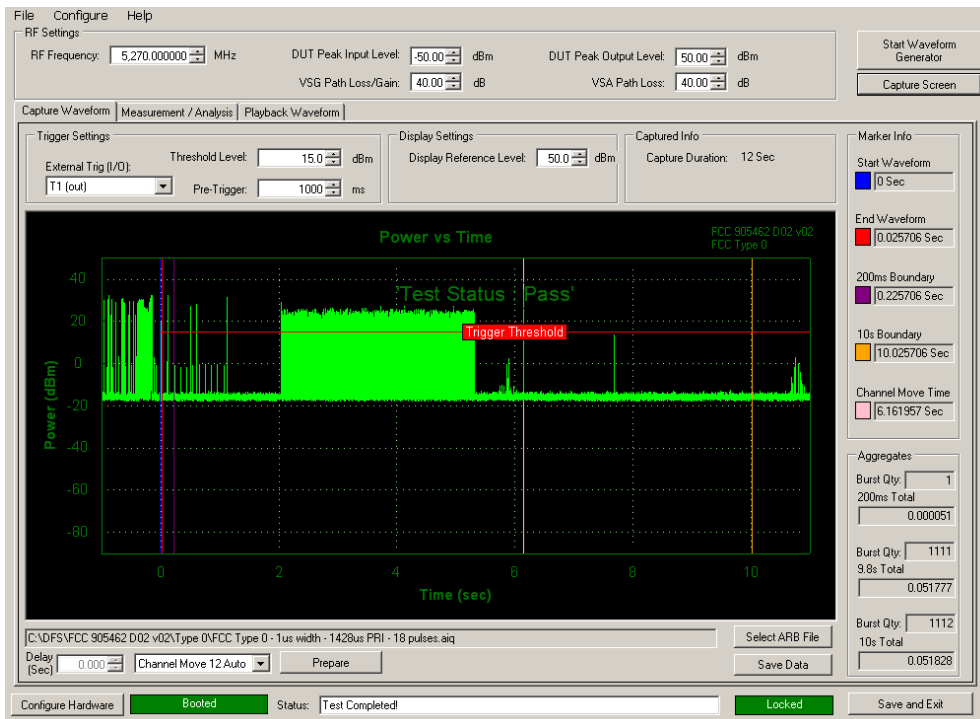 File Configure Help
RF Settings
RF Frequency: 5,270.000000 MHz DUT Peak Input Level: -50.00 dBm DUT Peak Output Level: 50.00 dBm
VSG Path Loss/Gain: 40.00 dB VSA Path Loss: 40.00 dB
Start Waveform
Generator
Capture Screen
Capture Waveform Measurement / Analysis Playback Waveform
Trigger Settings
External Trig (I/O):
T1 (out)
Threshold Level: 15.0 dBm
Pre-Trigger: 1000 ms
Display Settings
Display Reference Level: 50.0 dBm
Captured Info
Capture Duration: 12 Sec
Power vs Time
FCC 905462 D02 v02
FCC Type 0
'Test Status : Pass'
Trigger Threshold
Power (dBm)
40
20
0
-20
-40
-60
-80
0 2 4 6 8 10
Time (sec)
Marker Info
Start Waveform
0 Sec
End Waveform
0.025706 Sec
200ms Boundary
0.225706 Sec
10s Boundary
10.025706 Sec
Channel Move Time
6.161957 Sec
Aggregates
Burst Qty: 1
200ms Total
0.000051
Burst Qty: 1111
9.8s Total
0.051777
Burst Qty: 1112
10s Total
0.051828
C:\DFS\FCC 905462 D02 v02\Type 0\FCC Type 0 - 1us width - 1428us PRI - 18 pulses.aiq
Select ARB File
Delay
(Sec) 0.000 Channel Move 12 Auto Prepare
Save Data
Configure Hardware Booted Status: Test Completed! Locked Save and Exit